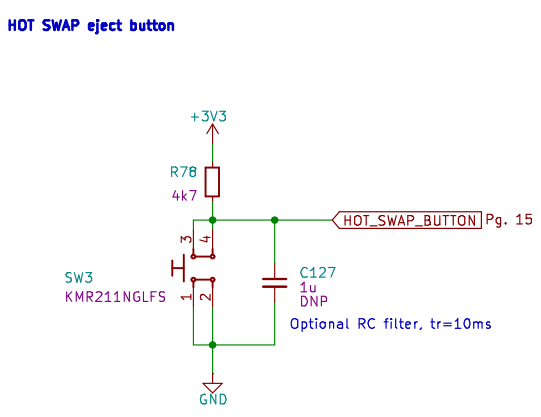 HOT SWAP eject button
+3V3
R78
4k7
HOT_SWAP_BUTTON
Pg. 15
3
4
SW3
KMR211NGLFS
1
2
C127
1u
DNP
Optional RC filter, tr=10ms
GND